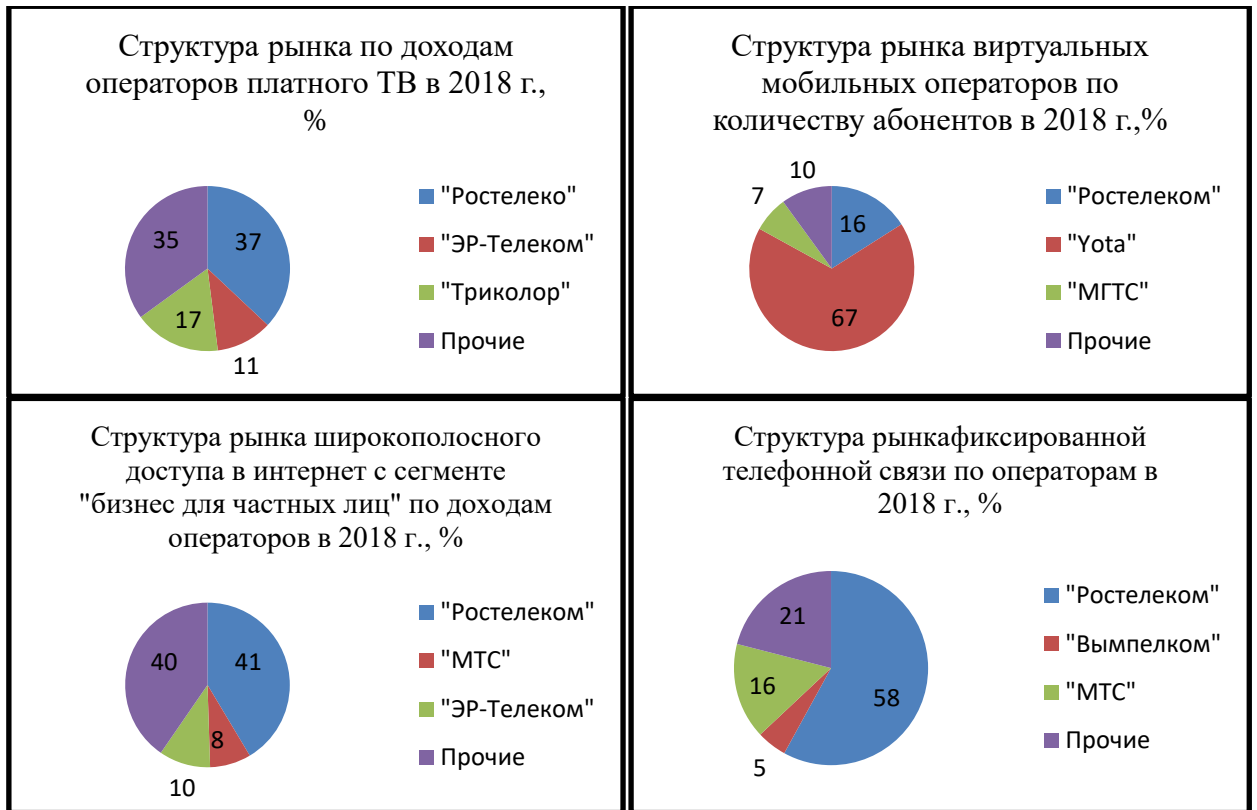 Структура рынка по доходам
операторов платного ТВ в 2018 г.,
%
35
37
17
11
"Ростелеко"
"ЭР-Телеком"
"Триколор"
Прочие
Структура рынка виртуальных
мобильных операторов по
количеству абонентов в 2018 г.,%
10
7
16
67
"Ростелеком"
"Yota"
"МГТС"
Прочие
Структура рынка широкополосного
доступа в интернет с сегменте
"бизнес для частных лиц" по доходам
операторов в 2018 г., %
40
41
8
10
"Ростелеком"
"МТС"
"ЭР-Телеком"
Прочие
Структура рынкафиксированной
телефонной связи по операторам в
2018 г., %
21
16
58
5
"Ростелеком"
"Вымпелком"
"МТС"
Прочие